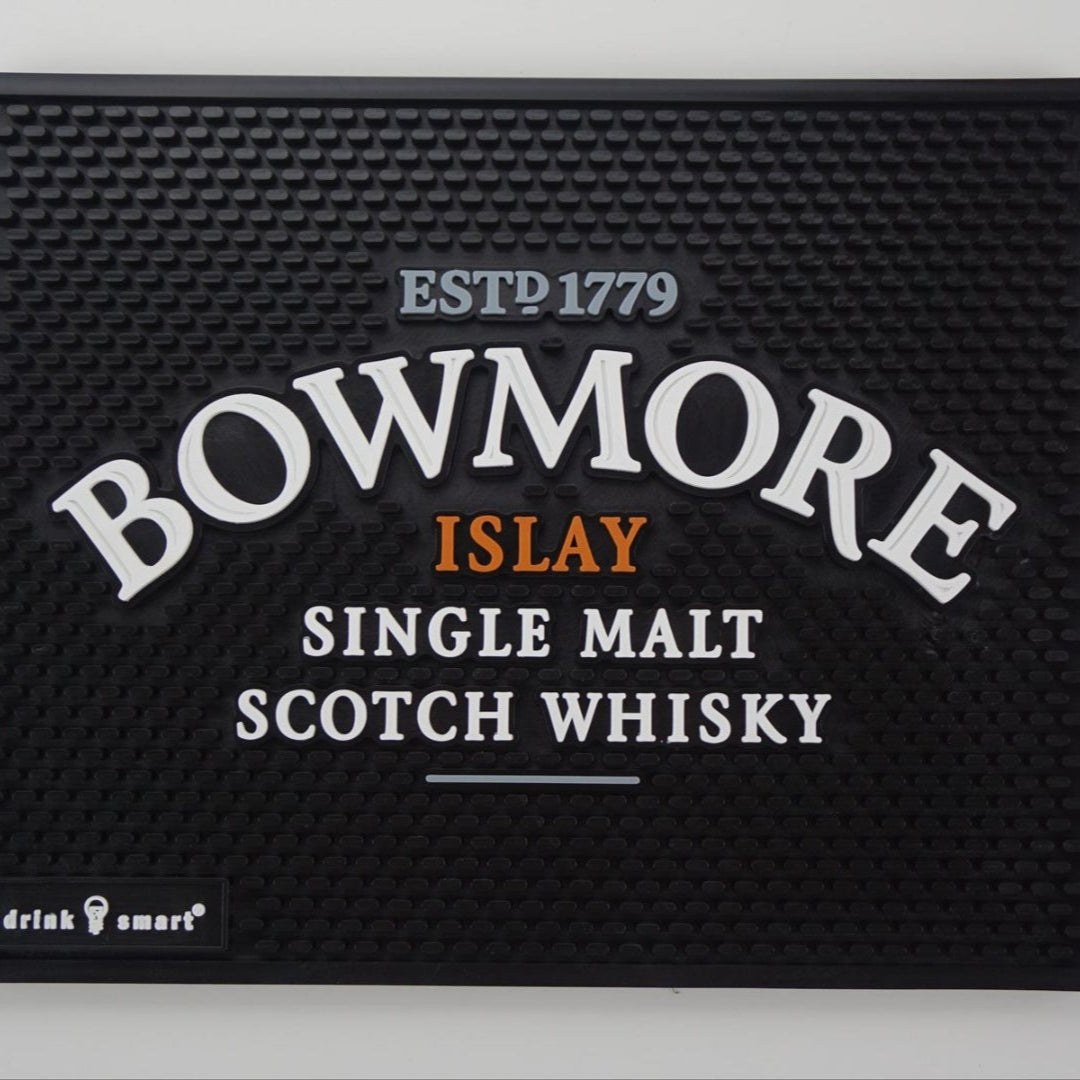 ESTD 1779
BOWMORE
ISLAY
SINGLE MALT
SCOTCH WHISKY
drink smart®